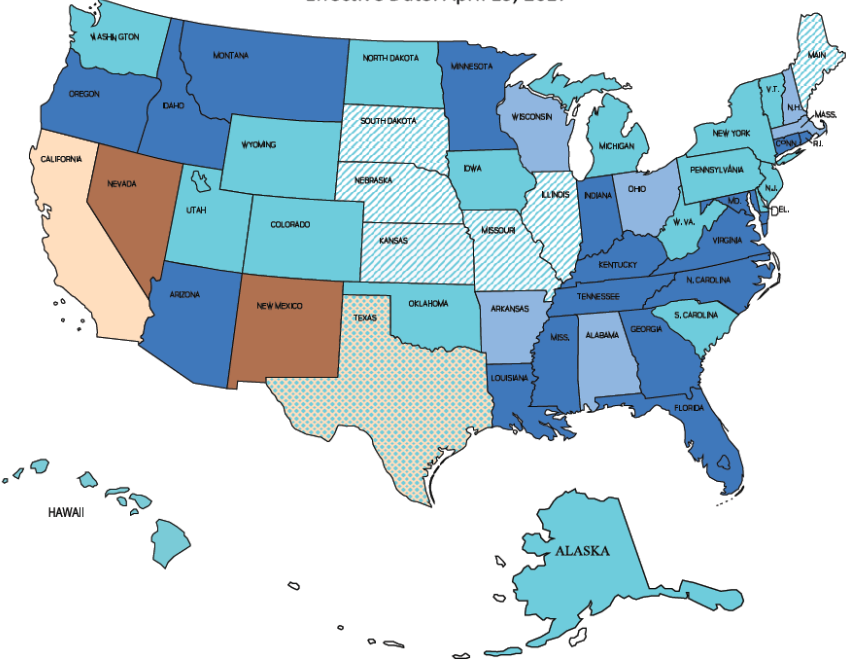 WASHINGTON
MONTANA
NORTH DAKOTA
MINNESOTA
MAIN
OREGON
IDAHO
SOUTH DAKOTA
WISCONSIN
V.T.
N.H.
MASS.
WYOMING
MICHIGAN
NEW YORK
CONN.
R.I.
CALIFORNIA
NEVADA
NEBRASKA
IOWA
ILLINOIS
INDIANA
OHIO
PENNSYLVANIA
N.J.
MD.
DEL.
UTAH
COLORADO
KANSAS
MISSOURI
W. VA.
VIRGINIA
KENTUCKY
ARIZONA
NEW MEXICO
TEXAS
OKLAHOMA
ARKANSAS
TENNESSEE
N. CAROLINA
S. CAROLINA
MISS.
ALABAMA
GEORGIA
LOUISIANA
FLORIDA
HAWAII
ALASKA